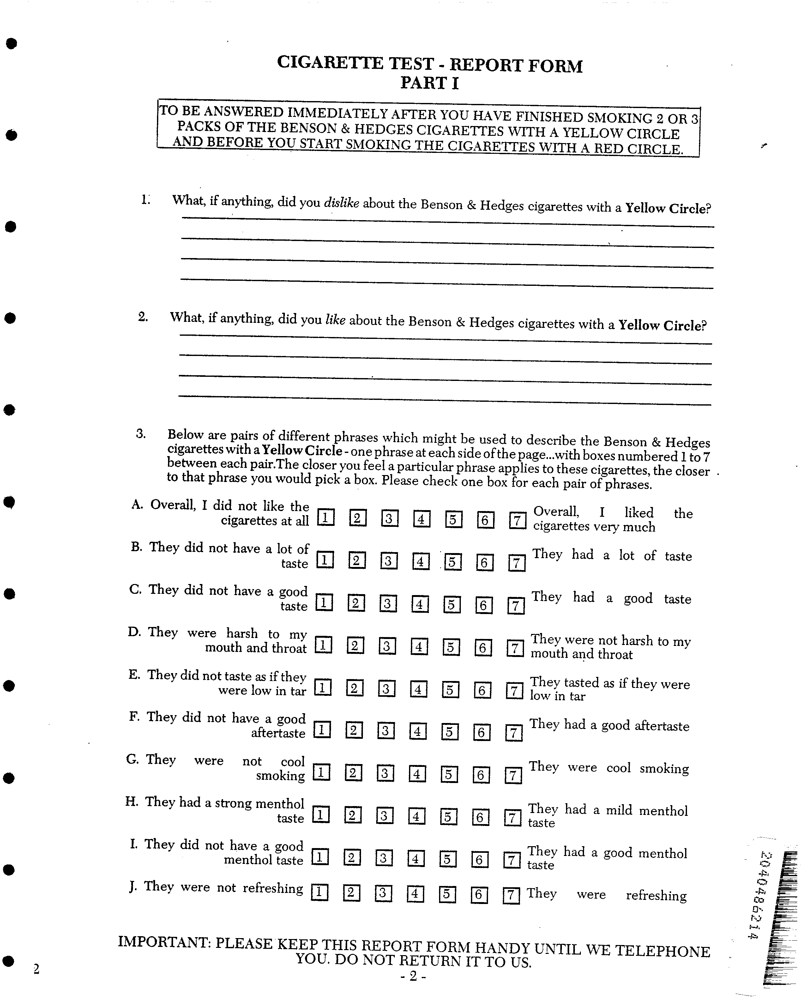 CIGARETTE TEST - REPORT FORM
PART I
TO BE ANSWERED IMMEDIATELY AFTER YOU HAVE FINISHED SMOKING 2 OR 3
PACKS OF THE BENSON & HEDGES CIGARETTES WITH A YELLOW CIRCLE
AND BEFORE YOU START SMOKING THE CIGARETTES WITH A RED CIRCLE.
1. What, if anything, did you dislike about the Benson & Hedges cigarettes with a Yellow Circle?
2. What, if anything, did you like about the Benson & Hedges cigarettes with a Yellow Circle?
3. Below are pairs of different phrases which might be used to describe the Benson & Hedges
cigarettes with a Yellow Circle - one phrase at each side of the page...with boxes numbered 1 to 7
between each pair.The closer you feel a particular phrase applies to these cigarettes, the closer
to that phrase you would pick a box. Please check one box for each pair of phrases.
A. Overall, I did not like the cigarettes at all 1 2 3 4 5 6 7 Overall, I liked the cigarettes very much
B. They did not have a lot of taste 1 2 3 4 5 6 7 They had a lot of taste
C. They did not have a good taste 1 2 3 4 5 6 7 They had a good taste
D. They were harsh to my mouth and throat 1 2 3 4 5 6 7 They were not harsh to my mouth and throat
E. They did not taste as if they were low in tar 1 2 3 4 5 6 7 They tasted as if they were low in tar
F. They did not have a good aftertaste 1 2 3 4 5 6 7 They had a good aftertaste
G. They were not cool smoking 1 2 3 4 5 6 7 They were cool smoking
H. They had a strong menthol taste 1 2 3 4 5 6 7 They had a mild menthol taste
I. They did not have a good menthol taste 1 2 3 4 5 6 7 They had a good menthol taste
J. They were not refreshing 1 2 3 4 5 6 7 They were refreshing
IMPORTANT: PLEASE KEEP THIS REPORT FORM HANDY UNTIL WE TELEPHONE
YOU. DO NOT RETURN IT TO US.
- 2 -
2
2040486214